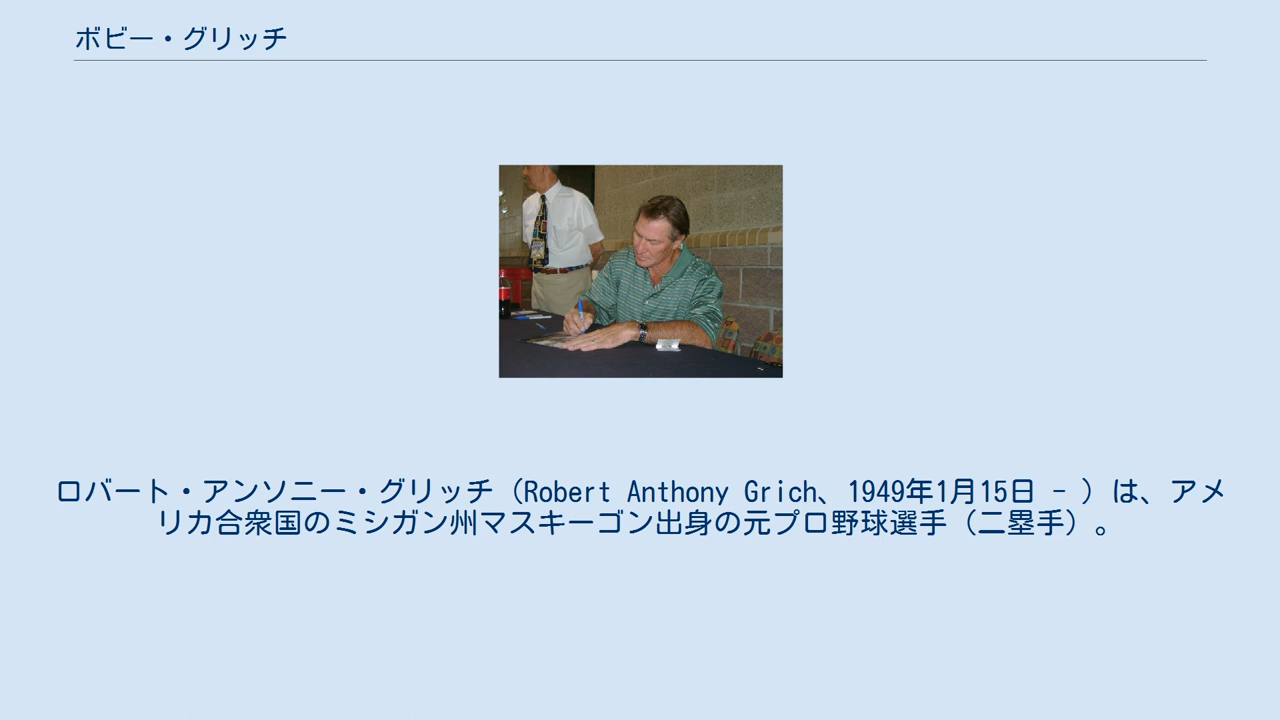 ボビー・グリッチ
ロバート・アンソニー・グリッチ（Robert Anthony Grich、1949年1月15日 - ）は、アメ
リカ合衆国のミシガン州マスキーゴン出身の元プロ野球選手（二塁手）。